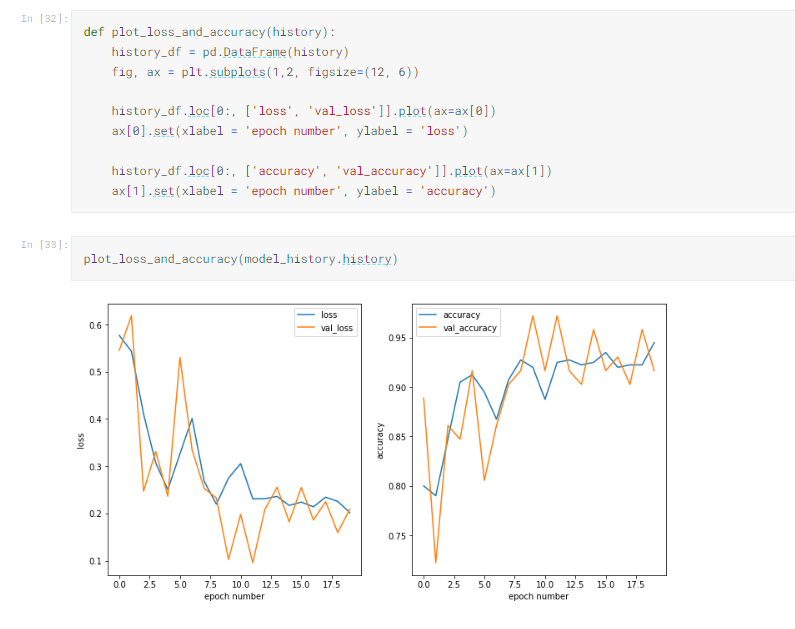 In [32]:
def plot_loss_and_accuracy(history):
    history_df = pd.DataFrame(history)
    fig, ax = plt.subplots(1,2, figsize=(12, 6))
    history_df.loc[0:, ['loss', 'val_loss']].plot(ax=ax[0])
    ax[0].set(xlabel = 'epoch number', ylabel = 'loss')
    history_df.loc[0:, ['accuracy', 'val_accuracy']].plot(ax=ax[1])
    ax[1].set(xlabel = 'epoch number', ylabel = 'accuracy')
In [33]:
plot_loss_and_accuracy(model_history.history)
loss
val_loss
0.6
0.5
0.4
0.3
0.2
0.1
loss
0.0 2.5 5.0 7.5 10.0 12.5 15.0 17.5
epoch number
accuracy
val_accuracy
0.95
0.90
0.85
0.80
0.75
accuracy
0.0 2.5 5.0 7.5 10.0 12.5 15.0 17.5
epoch number